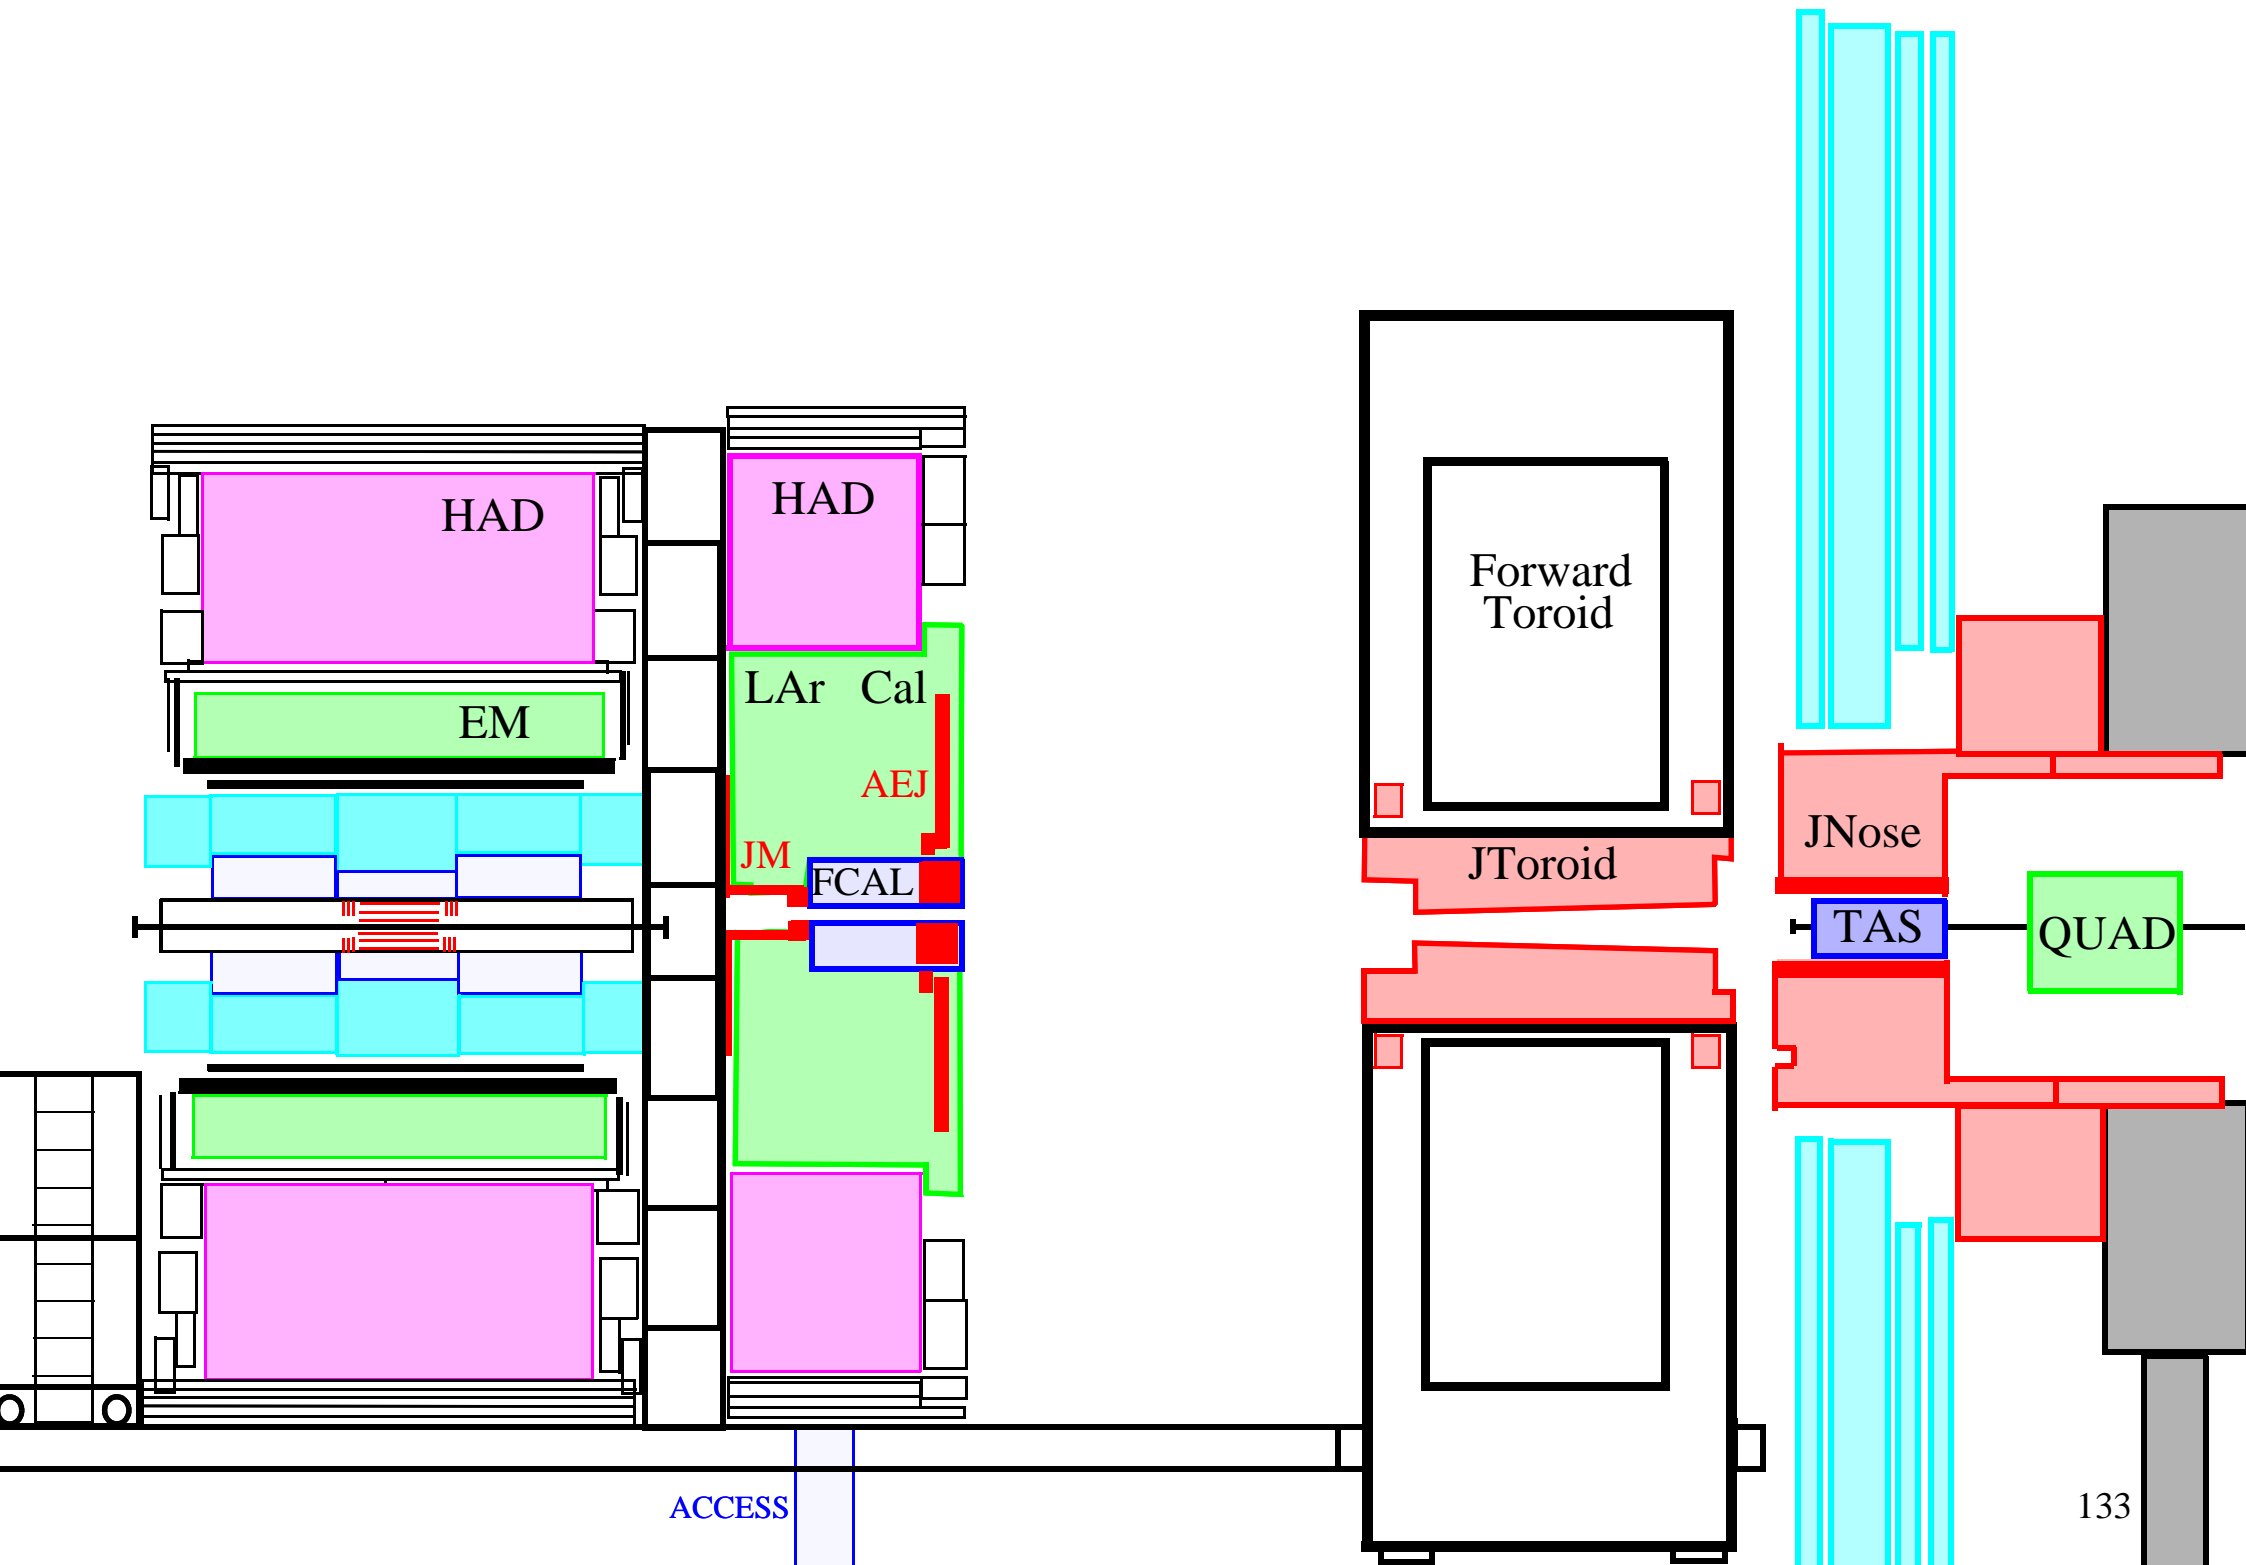 HAD
HAD
Forward
Toroid
LAr Cal
EM
AEJ
JM
FCAL
JToroid
JNose
TAS
QUAD
ACCESS
133